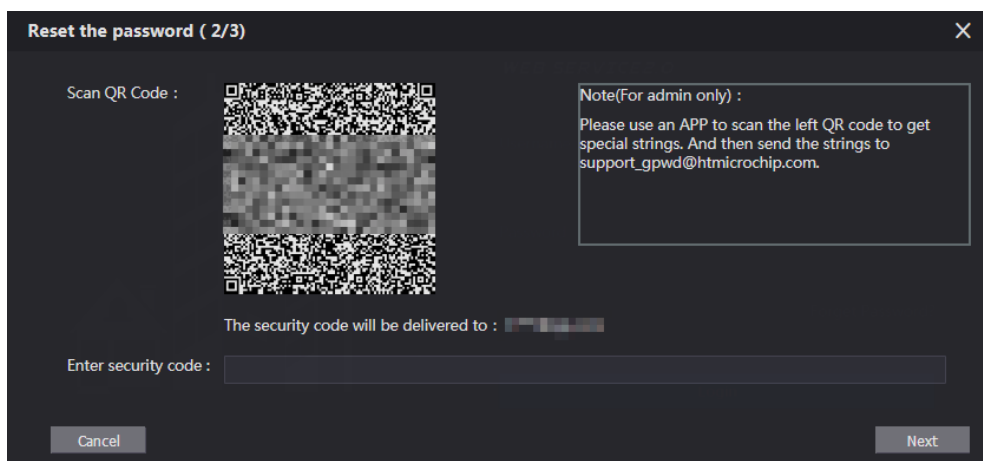 Reset the password ( 2/3)
Scan QR Code :
Note(For admin only) :
Please use an APP to scan the left QR code to get
special strings. And then send the strings to
support_gpwd@htmicrochip.com.
The security code will be delivered to :
Enter security code :
Cancel
Next